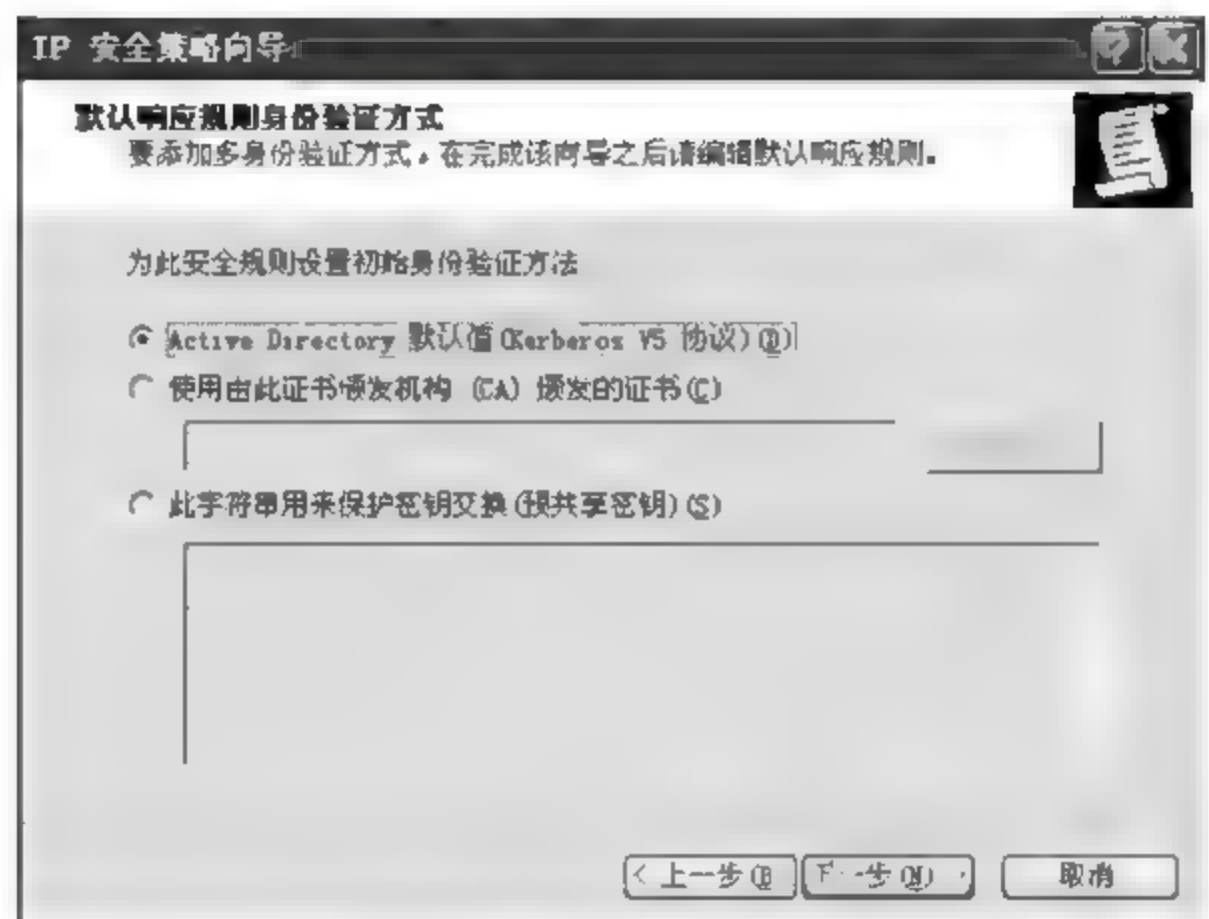 IP 安全策略向导
默认响应规则身份验证方式
要添加多身份验证方式，在完成该向导之后请编辑默认响应规则。
为此安全规则设置初始身份验证方法
Active Directory 默认值(Kerberos V5 协议)(D)
使用由此证书颁发机构 (CA) 颁发的证书(C)
此字符串用来保护密钥交换(预共享密钥)(S)
< 上一步(B
下一步(N)
取消